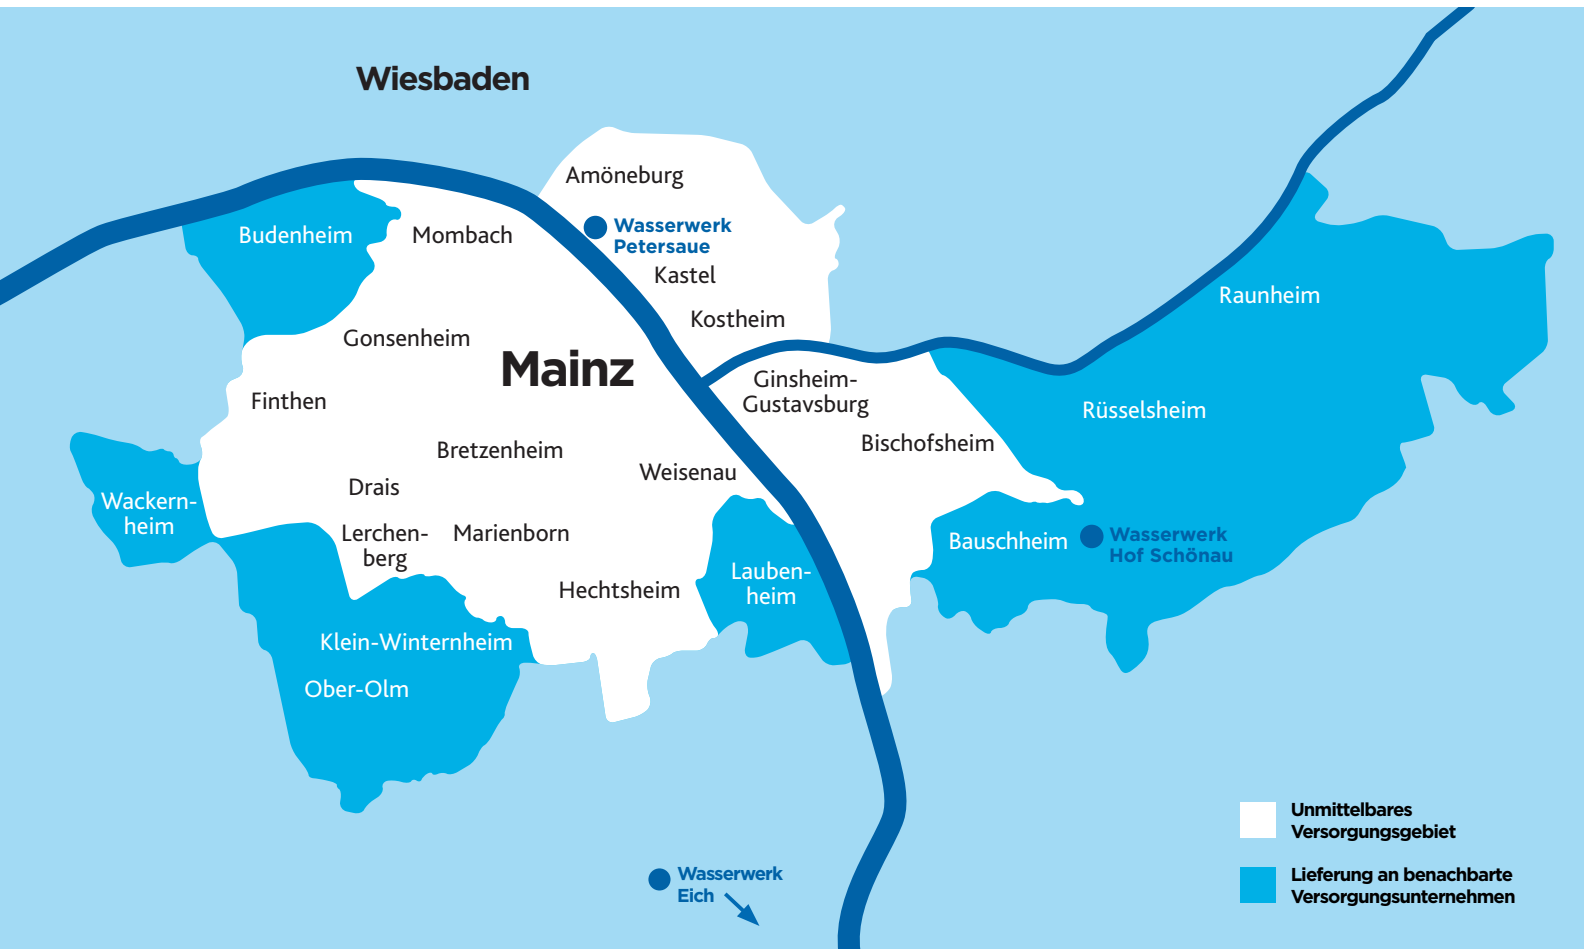 Wiesbaden
Amöneburg
Wasserwerk
Petersaue
Budenheim
Mombach
Kastel
Raunheim
Kostheim
Gonsenheim
Mainz
Ginsheim-
Gustavsburg
Finthen
Rüsselsheim
Bischofsheim
Bretzenheim
Weisenau
Drais
Wackern-
heim
Lerchen-
berg
Marienborn
Bauschheim
Wasserwerk
Hof Schönau
Hechtsheim
Lauben-
heim
Klein-Winternheim
Ober-Olm
Unmittelbares
Versorgungsgebiet
Wasserwerk
Eich
Lieferung an benachbarte
Versorgungsunternehmen